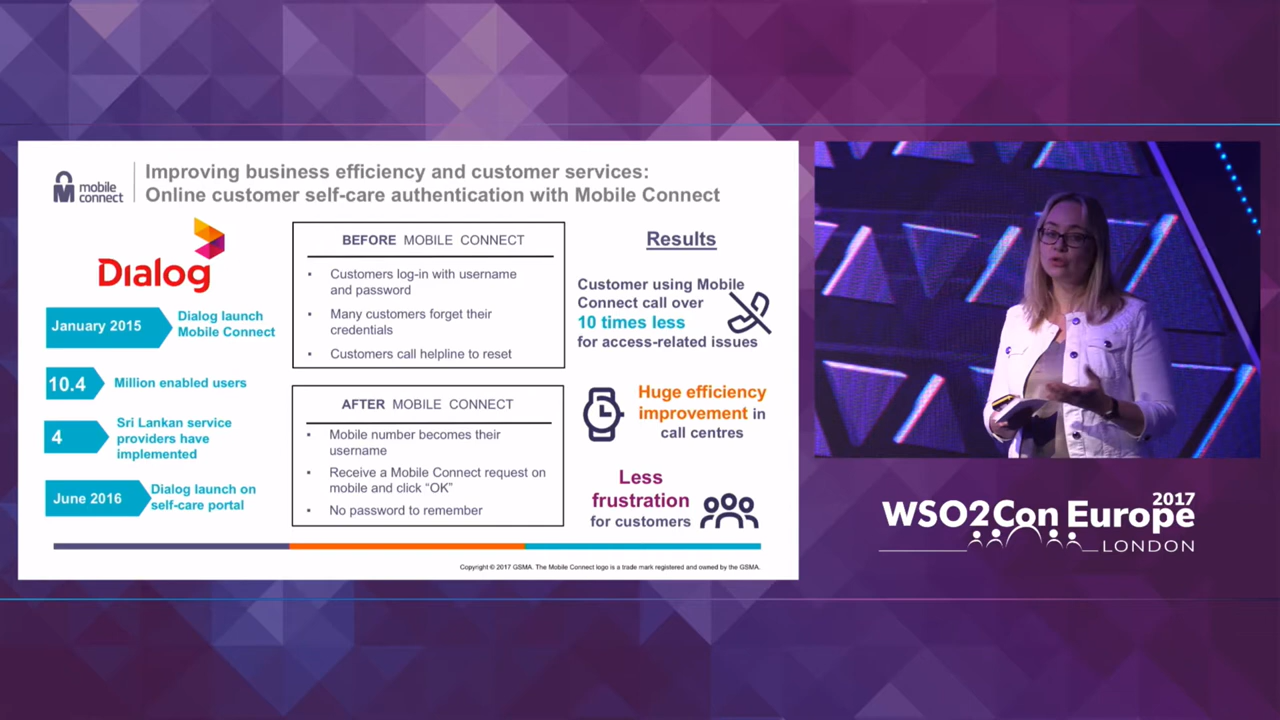 mobile
connect
Improving business efficiency and customer services:
Online customer self-care authentication with Mobile Connect
Dialog
January 2015
Dialog launch
Mobile Connect
10.4
Million enabled users
4
Sri Lankan service
providers have
implemented
June 2016
Dialog launch on
self-care portal
BEFORE MOBILE CONNECT
▪ Customers log-in with username
and password
▪ Many customers forget their
credentials
▪ Customers call helpline to reset
AFTER MOBILE CONNECT
▪ Mobile number becomes their
username
▪ Receive a Mobile Connect request on
mobile and click “OK”
▪ No password to remember
Results
Customer using Mobile
Connect call over
10 times less
for access-related issues
Huge efficiency
improvement in
call centres
Less
frustration
for customers
Copyright © 2017 GSMA. The Mobile Connect logo is a trade mark registered and owned by the GSMA.
2017
WSO2Con Europe
LONDON